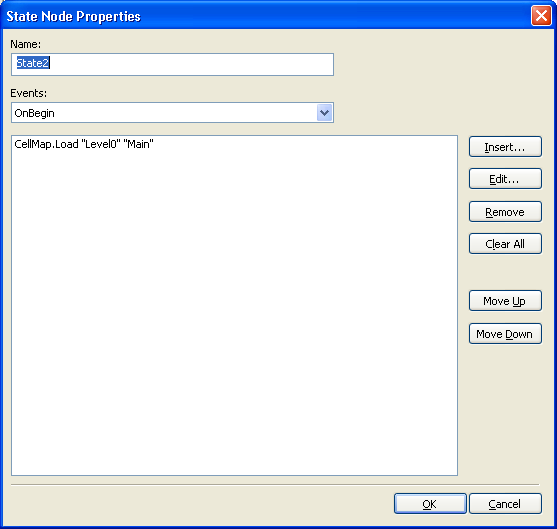 State Node Properties
Name:
State2
Events:
OnBegin
CellMap.Load "Level0" "Main"
Insert...
Edit...
Remove
Clear All
Move Up
Move Down
OK
Cancel